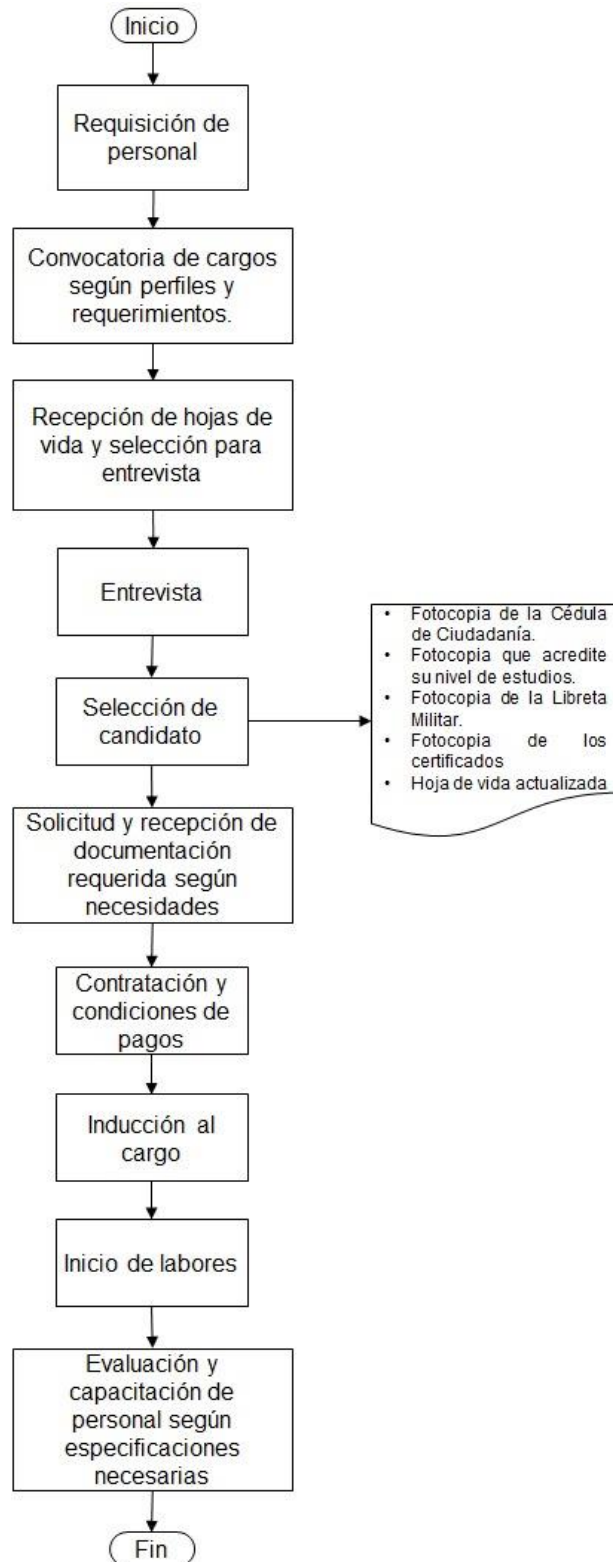 Inicio
Requisición de
personal
Convocatoria de cargos
según perfiles y
requerimientos.
Recepción de hojas de
vida y selección para
entrevista
Entrevista
Selección de
candidato
• Fotocopia de la Cédula
de Ciudadanía.
• Fotocopia que acredite
su nivel de estudios.
• Fotocopia de la Libreta
Militar.
• Fotocopia de los
certificados
• Hoja de vida actualizada
Solicitud y recepción de
documentación
requerida según
necesidades
Contratación y
condiciones de
pagos
Inducción al
cargo
Inicio de labores
Evaluación y
capacitación de
personal según
especificaciones
necesarias
Fin